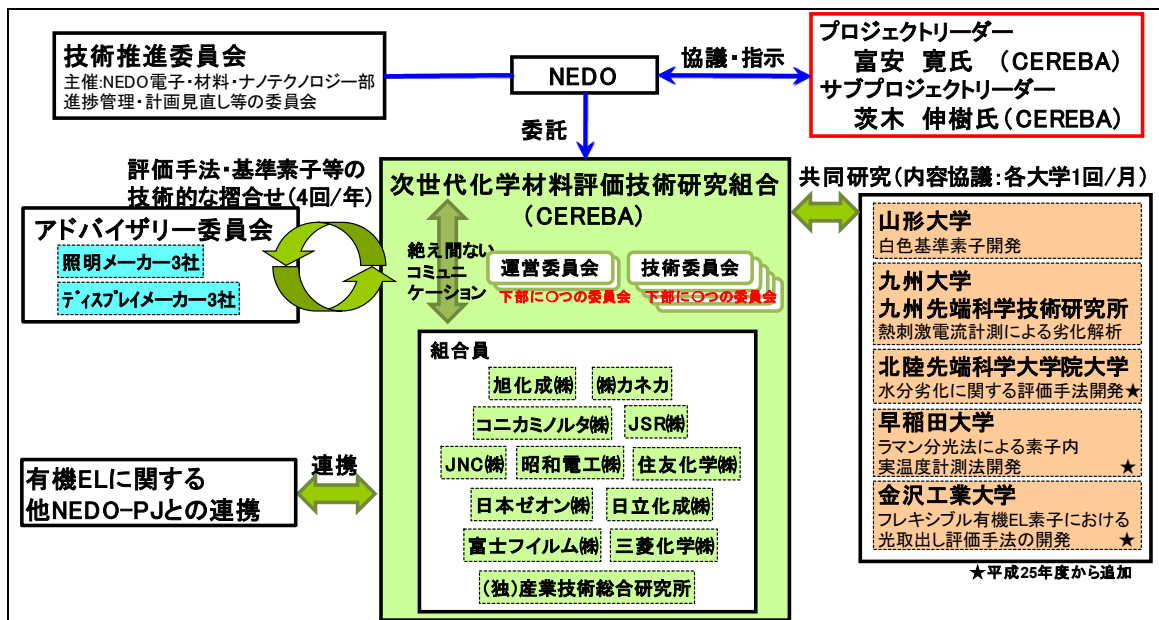 技術推進委員会
主催:NEDO電子・材料・ナノテクノロジー部
進捗管理・計画見直し等の委員会
NEDO
協議・指示
プロジェクトリーダー
富安 寛氏 (CEREBA)
サブプロジェクトリーダー
茨木 伸樹氏(CEREBA)
委託
評価手法・基準素子等の
技術的な摺合せ(4回/年)
アドバイザリー委員会
照明メーカー3社
ディスプレイメーカー3社
次世代化学材料評価技術研究組合
(CEREBA)
絶え間ない
コミュニ
ケーション
運営委員会
下部に〇つの委員会
技術委員会
下部に〇つの委員会
組合員
旭化成㈱
㈱カネカ
コニカミノルタ㈱
JSR㈱
JNC㈱
昭和電工㈱
住友化学㈱
日本ゼオン㈱
日立化成㈱
富士フイルム㈱
三菱化学㈱
(独)産業技術総合研究所
有機ELに関する
他NEDO-PJとの連携
連携
共同研究(内容協議:各大学1回/月)
山形大学
白色基準素子開発
九州大学
九州先端科学技術研究所
熱刺激電流計測による劣化解析
北陸先端科学大学院大学
水分劣化に関する評価手法開発★
早稲田大学
ラマン分光法による素子内
実温度計測法開発 ★
金沢工業大学
フレキシブル有機EL素子における
光取出し評価手法の開発 ★
★平成25年度から追加